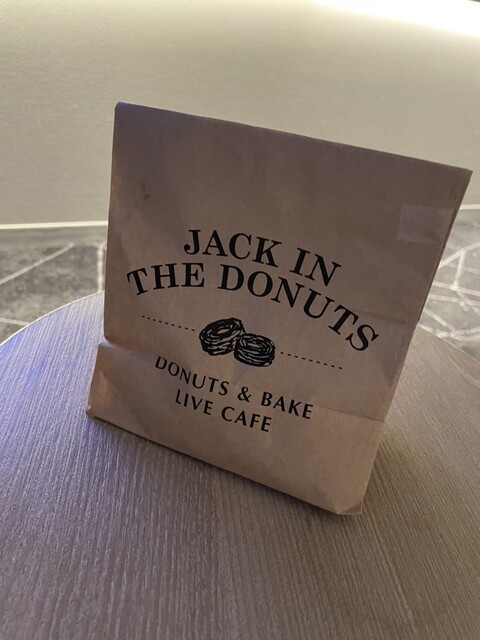 JACK IN
THE DONUTS
DONUTS & BAKE
LIVE CAFE